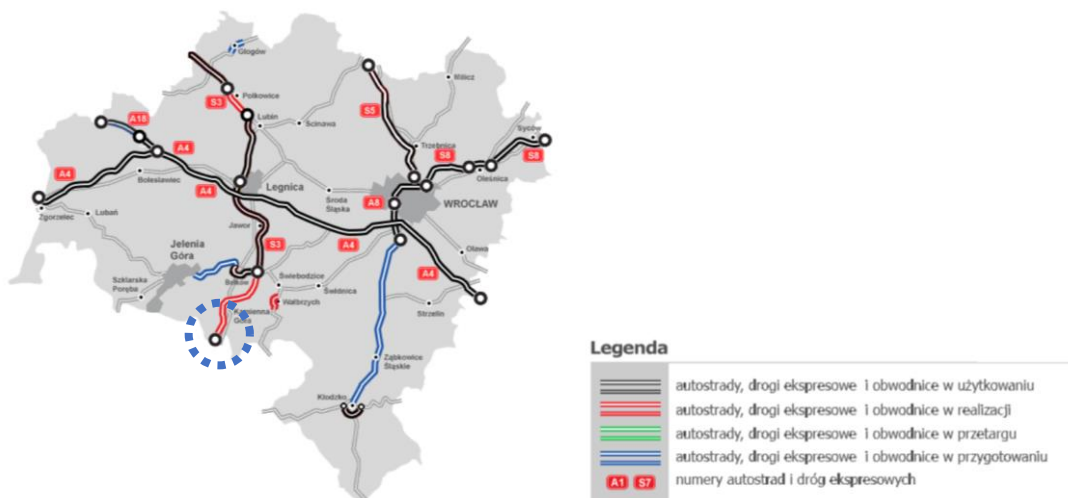 Głogów
Milicz
Polkowice
S3
Lubin
Ścinawa
S5
A18
Trzebnica
Syców
S8
S8
Oleśnica
A4
A4
Bolesławiec
Legnica
A4
Środa
Śląska
A8
WROCŁAW
Zgorzelec
Lubań
Jawor
Jelenia
Góra
S3
A4
Oława
A4
Szklarska
Poręba
Bolków
Świebodzice
Świdnica
Kamienna
Góra
Wałbrzych
Strzelin
Ząbkowice
Śląskie
Kłodzko
Legenda
autostrady, drogi ekspresowe i obwodnice w użytkowaniu
autostrady, drogi ekspresowe i obwodnice w realizacji
autostrady, drogi ekspresowe i obwodnice w przetargu
autostrady, drogi ekspresowe i obwodnice w przygotowaniu
A1 S7 numery autostrad i dróg ekspresowych